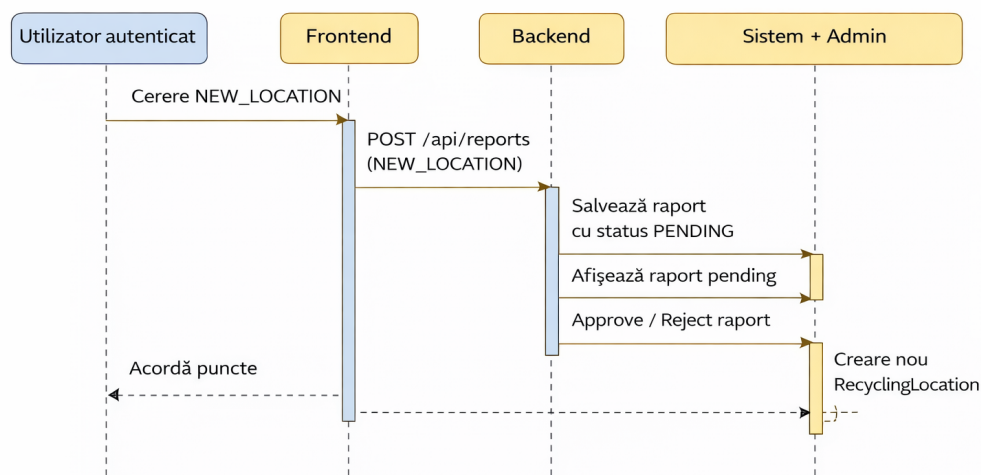 Utilizator autenticat
Frontend
Backend
Sistem + Admin
Cerere NEW_LOCATION
POST /api/reports
(NEW_LOCATION)
Salvează raport
cu status PENDING
Afişează raport pending
Approve / Reject raport
Creare nou
RecyclingLocation
Acordă puncte